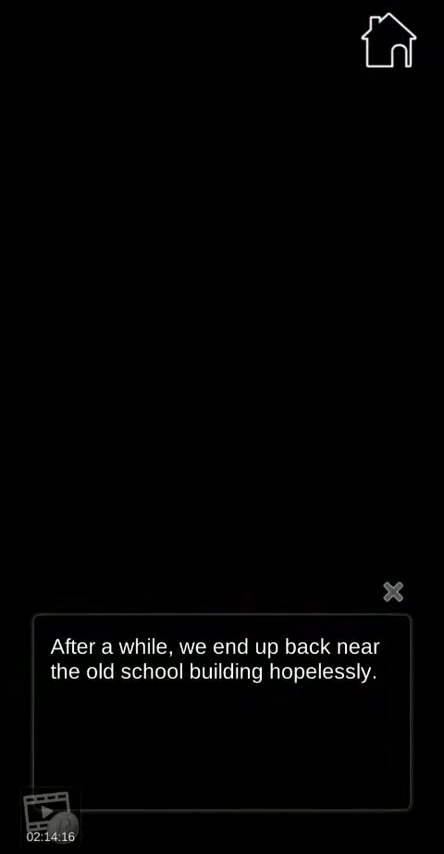 After a while, we end up back near
the old school building hopelessly.
02:14:16